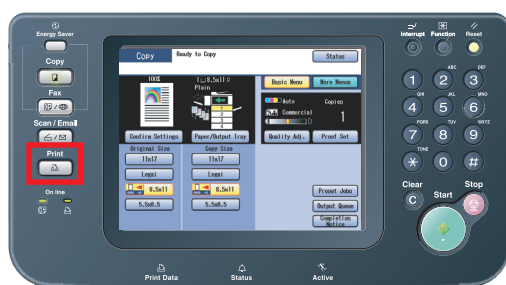 Energy Saver
Copy
Fax
Scan / Email
Print
On line
Copy
Ready to Copy
Status
100%
1 8.5x11
Plain
Confirm Settings
Paper/Output Tray
Basic Menu
More Menus
Auto
Copies
Commercial
1
Quality Adj.
Proof Set
Original Size
Copy Size
11x17
11x17
Legal
Legal
8.5x11
8.5x11
5.5x8.5
5.5x8.5
Preset Jobs
Output Queue
Completion
Notice
Print Data
Status
Active
Interrupt
Function
Reset
ABC
DEF
1
2
3
GHI
JKL
MNO
4
5
6
PQRS
TUV
WXYZ
7
8
9
TONE
*
0
#
Clear
Start
Stop
C